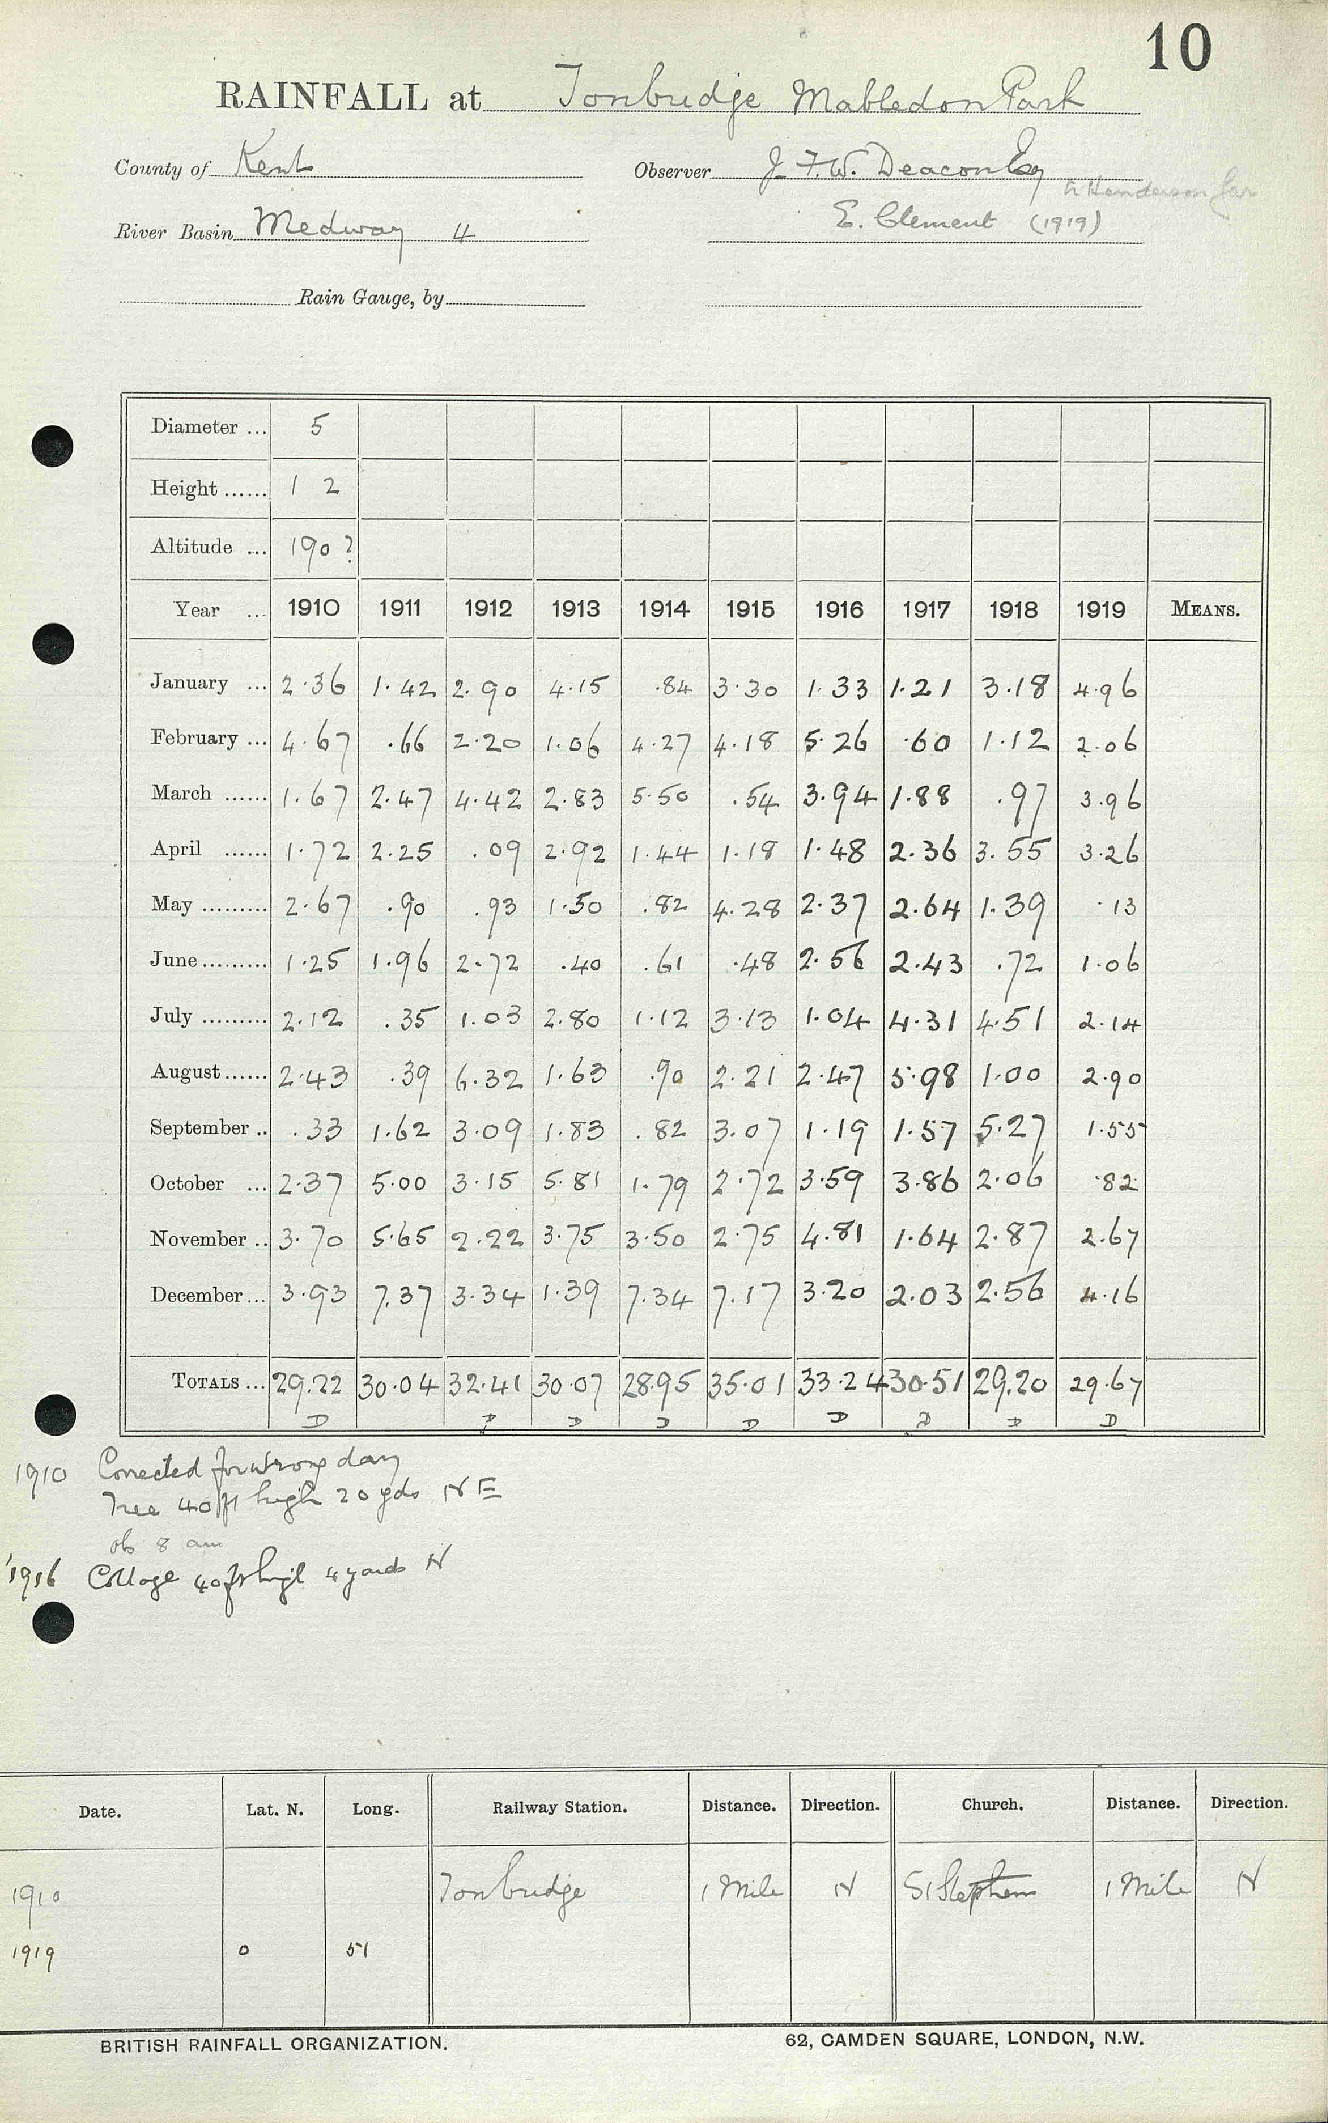 10
RAINFALL at Tonbridge Mabledon Park
County of Kent Observer J. F. W. Deacon Esq
A Henderson Gar
River Basin Medway 4 E. Clement (1919)
Rain Gauge, by
Diameter ... 5
Height ...... 1 2
Altitude ... 190?
Year ... 1910 1911 1912 1913 1914 1915 1916 1917 1918 1919 MEANS.
January ... 2.36 1.42 2.90 4.15 .84 3.30 1.33 1.21 3.18 4.96
February ... 4.67 .66 2.20 1.06 4.27 4.18 5.26 .60 1.12 2.06
March ...... 1.67 2.47 4.42 2.83 5.50 .54 3.94 1.88 .97 3.96
April ...... 1.72 2.25 .09 2.92 1.44 1.18 1.48 2.36 3.55 3.26
May ......... 2.67 .90 .93 1.50 .82 4.28 2.37 2.64 1.39 .13
June ......... 1.25 1.96 2.72 .40 .61 .48 2.56 2.43 .72 1.06
July ......... 2.12 .35 1.03 2.80 1.12 3.13 1.04 4.31 4.51 2.14
August ...... 2.43 .39 6.32 1.63 .90 2.21 2.47 5.98 1.00 2.90
September .. .33 1.62 3.09 1.83 .82 3.07 1.19 1.57 5.27 1.55
October ... 2.37 5.00 3.15 5.81 1.79 2.72 3.59 3.86 2.06 .82
November .. 3.70 5.65 2.22 3.75 3.50 2.75 4.81 1.64 2.87 2.67
December ... 3.93 7.37 3.34 1.39 7.34 7.17 3.20 2.03 2.56 4.16
TOTALS ... 29.22 30.04 32.41 30.07 28.95 35.01 33.24 30.51 29.20 29.67
D D D D D D D D D
1910 Corrected for wrong day
Tree 40 ft high 20 yds N E
ob 8 am
1916 Cottage 40 ft high 4 yards N
Date. Lat. N. Long. Railway Station. Distance. Direction. Church. Distance. Direction.
1910 Tonbridge 1 Mile N St Stephens 1 Mile N
1919 0 51
BRITISH RAINFALL ORGANIZATION. 62, CAMDEN SQUARE, LONDON, N.W.